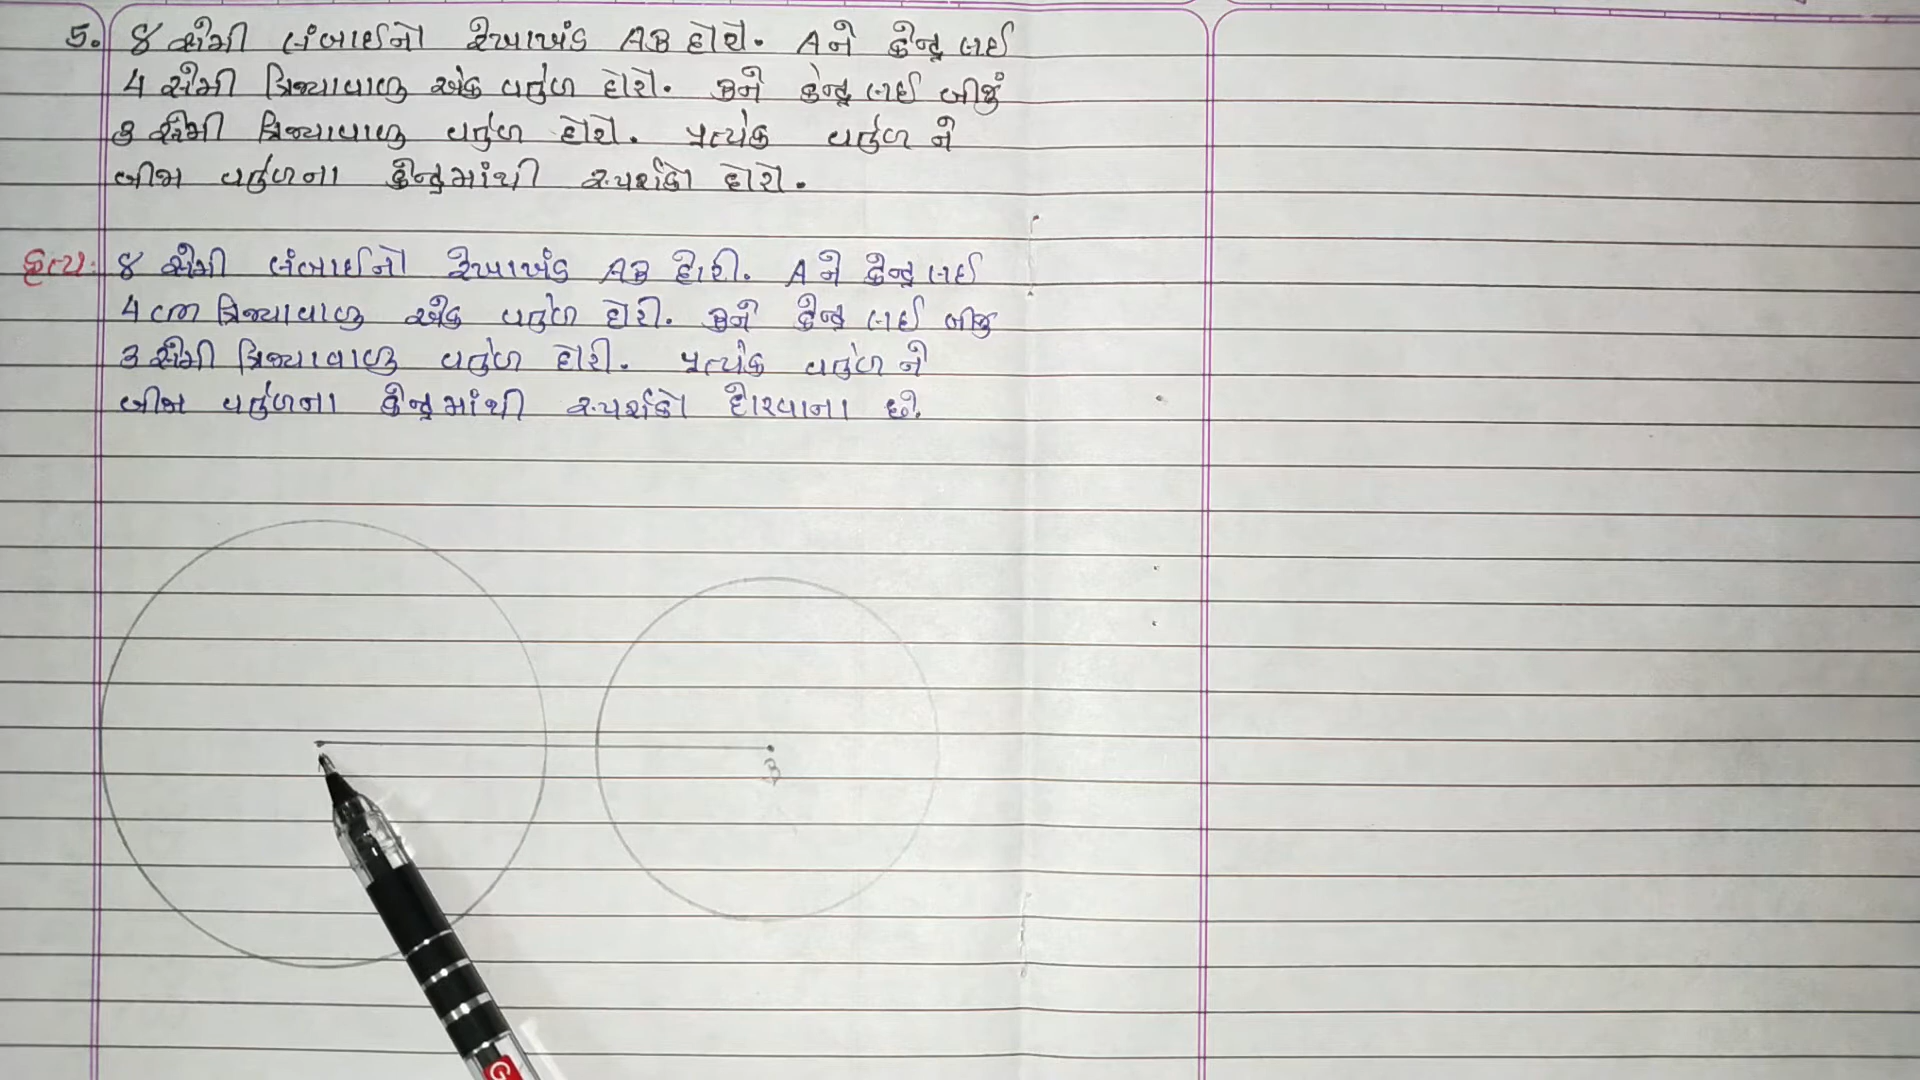 5. 8 સેમી લંબાઈનો રેખાખંડ AB દોરો. A ને કેન્દ્ર લઈ
4 સેમી ત્રિજ્યાવાળુ એક વર્તુળ દોરો. B ને કેન્દ્ર લઈ બીજું
3 સેમી ત્રિજ્યાવાળુ વર્તુળ દોરો. પ્રત્યેક વર્તુળ ને
બીજા વર્તુળના કેન્દ્રમાંથી સ્પર્શકો દોરો.
કૃત્ય: 8 સેમી લંબાઈનો રેખાખંડ AB દોરી. A ને કેન્દ્ર લઈ
4 cm ત્રિજ્યાવાળુ એક વર્તુળ દોરી. B ને કેન્દ્ર લઈ બીજુ
3 સેમી ત્રિજ્યાવાળુ વર્તુળ દોરી. પ્રત્યેક વર્તુળ ને
બીજા વર્તુળના કેન્દ્રમાંથી સ્પર્શકો દોરવાના છે.
B